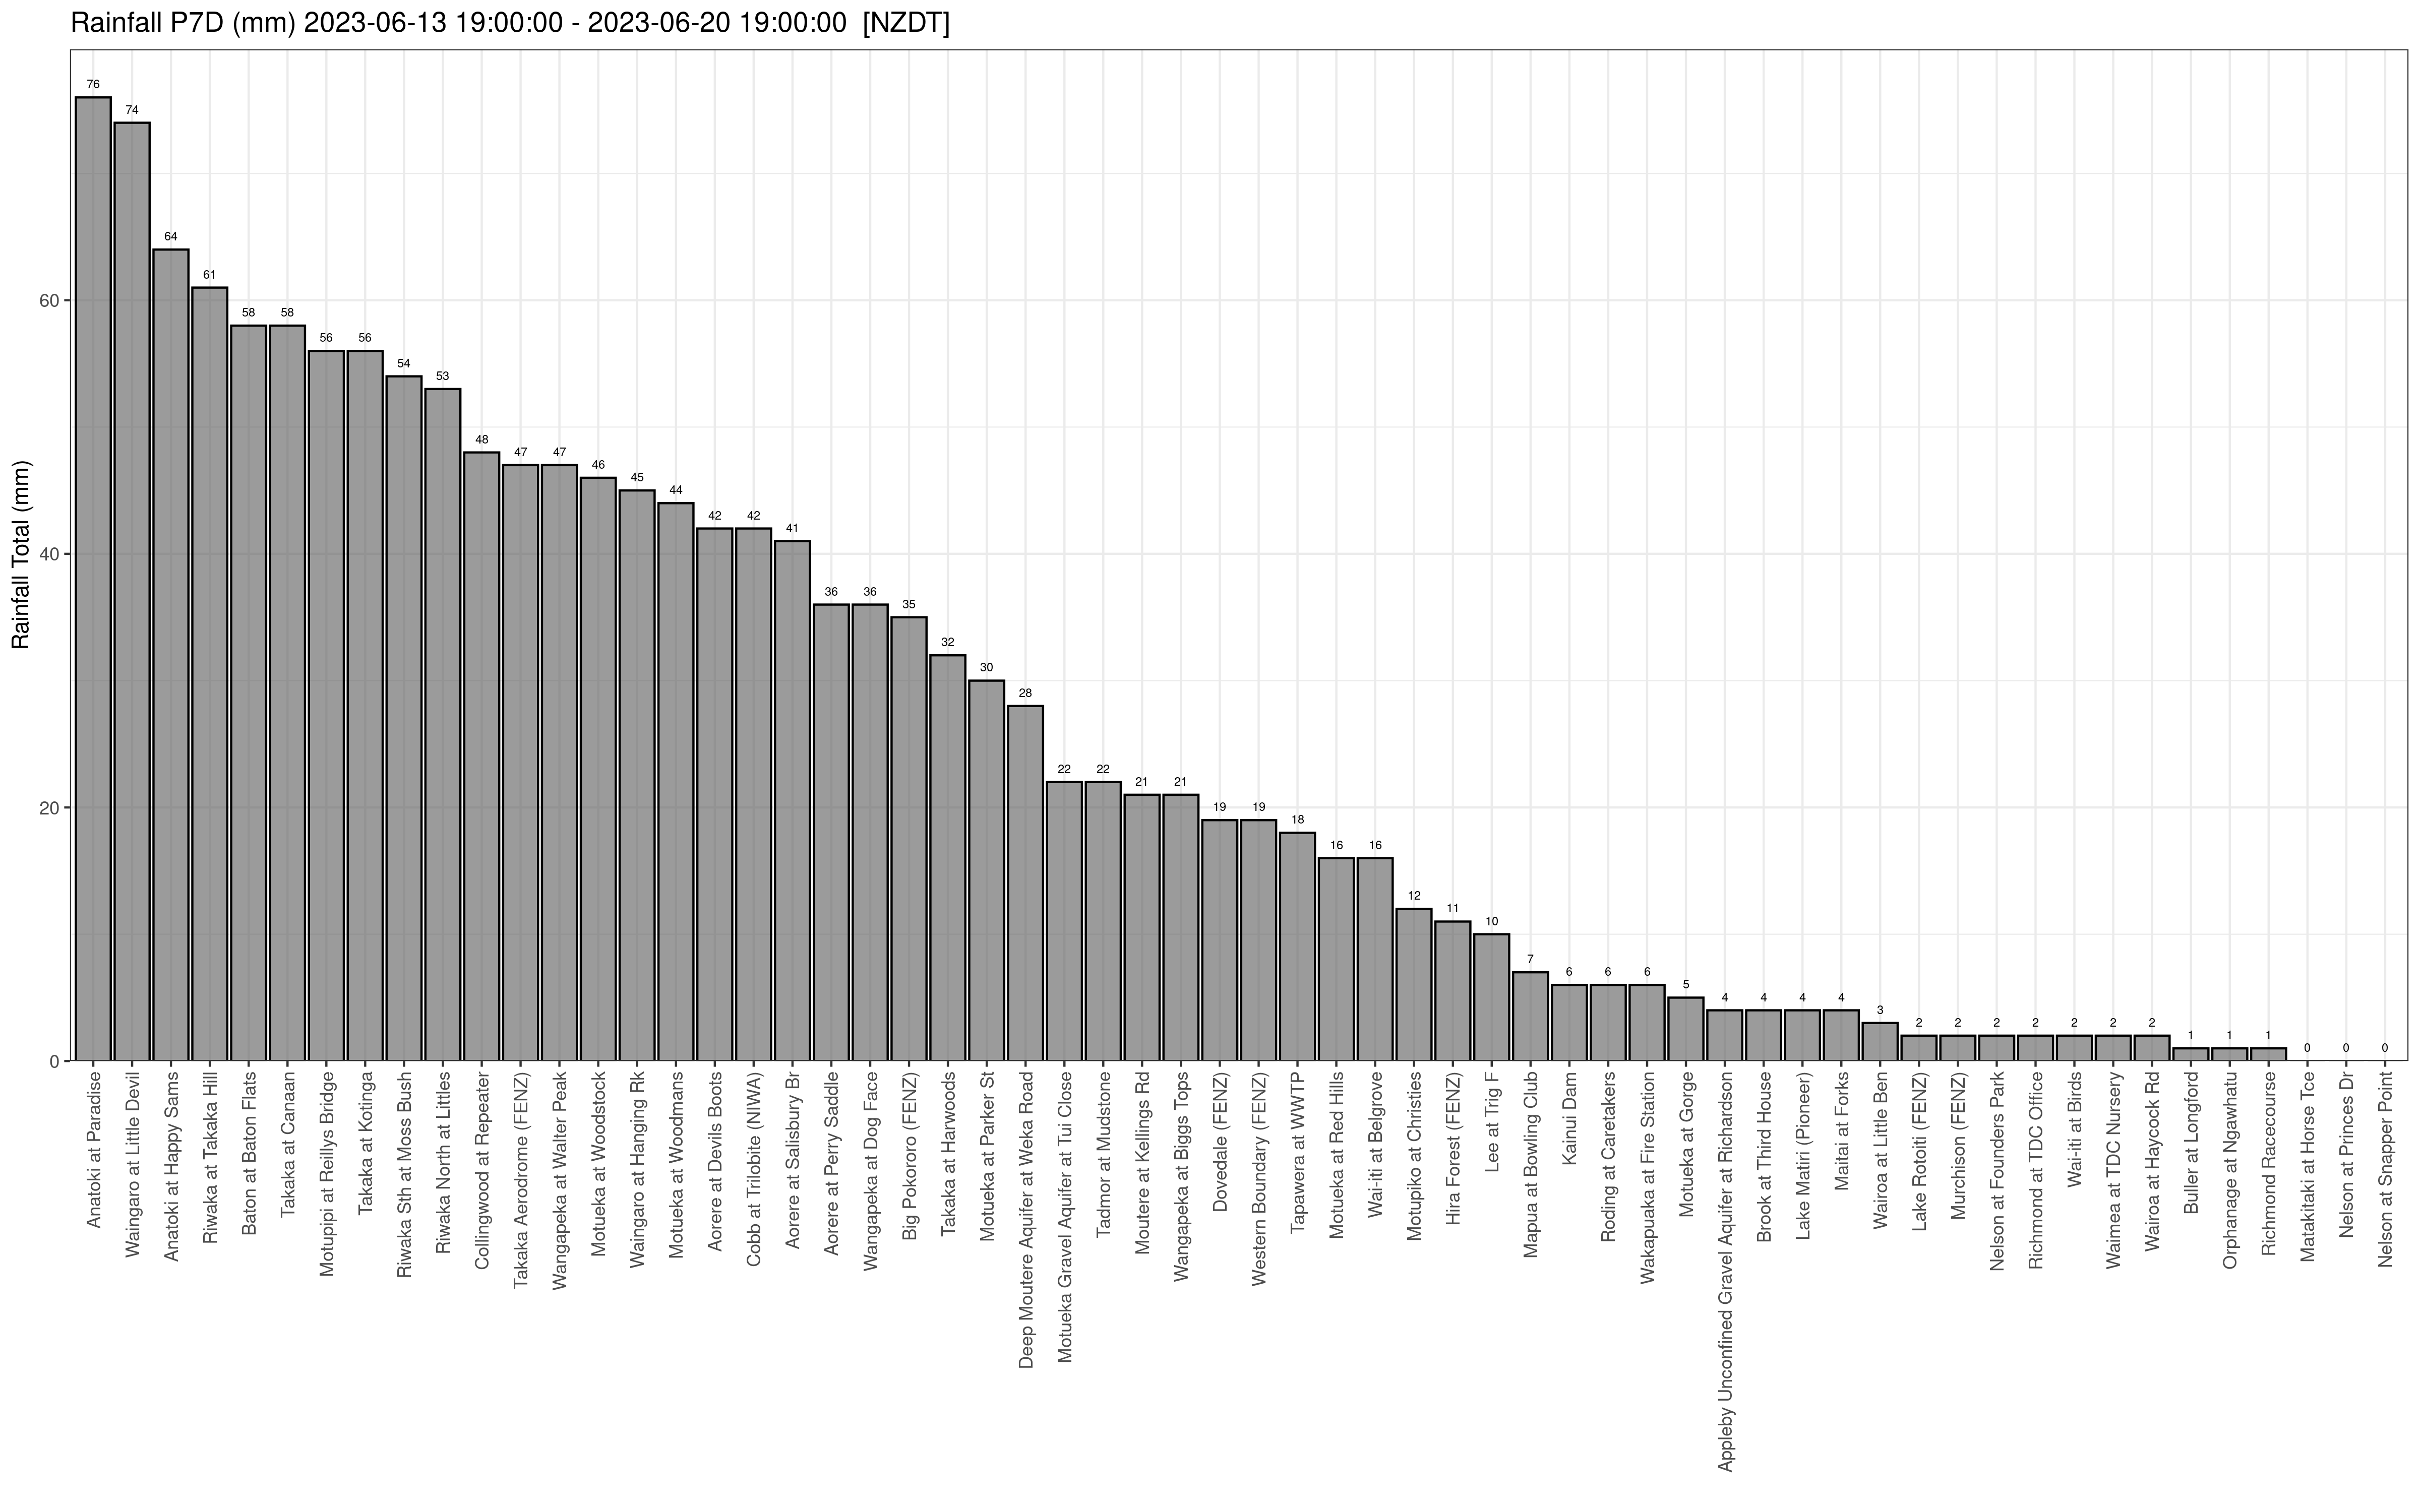 Rainfall P7D (mm) 2023-06-13 19:00:00 - 2023-06-20 19:00:00 [NZDT]
Rainfall Total (mm)
60
40
20
0
76
74
64
61
58
58
56
56
54
53
48
47
47
46
45
44
42
42
41
36
36
35
32
30
28
22
22
21
21
19
19
18
16
16
12
11
10
7
6
6
6
5
4
4
4
4
3
2
2
2
2
2
2
2
1
1
1
0
0
0
Anatoki at Paradise
Waingaro at Little Devil
Anatoki at Happy Sams
Riwaka at Takaka Hill
Baton at Baton Flats
Takaka at Canaan
Motupipi at Reillys Bridge
Takaka at Kotinga
Riwaka Sth at Moss Bush
Riwaka North at Littles
Collingwood at Repeater
Takaka Aerodrome (FENZ)
Wangapeka at Walter Peak
Motueka at Woodstock
Waingaro at Hanging Rk
Motueka at Woodmans
Aorere at Devils Boots
Cobb at Trilobite (NIWA)
Aorere at Salisbury Br
Aorere at Perry Saddle
Wangapeka at Dog Face
Big Pokororo (FENZ)
Takaka at Harwoods
Motueka at Parker St
Deep Moutere Aquifer at Weka Road
Motueka Gravel Aquifer at Tui Close
Tadmor at Mudstone
Moutere at Kellings Rd
Wangapeka at Biggs Tops
Dovedale (FENZ)
Western Boundary (FENZ)
Tapawera at WWTP
Motueka at Red Hills
Wai-iti at Belgrove
Motupiko at Christies
Hira Forest (FENZ)
Lee at Trig F
Mapua at Bowling Club
Kainui Dam
Roding at Caretakers
Wakapuaka at Fire Station
Motueka at Gorge
Appleby Unconfined Gravel Aquifer at Richardson
Brook at Third House
Lake Matiri (Pioneer)
Maitai at Forks
Wairoa at Little Ben
Lake Rotoiti (FENZ)
Murchison (FENZ)
Nelson at Founders Park
Richmond at TDC Office
Wai-iti at Birds
Waimea at TDC Nursery
Wairoa at Haycock Rd
Buller at Longford
Orphanage at Ngawhatu
Richmond Racecourse
Matakitaki at Horse Tce
Nelson at Princes Dr
Nelson at Snapper Point